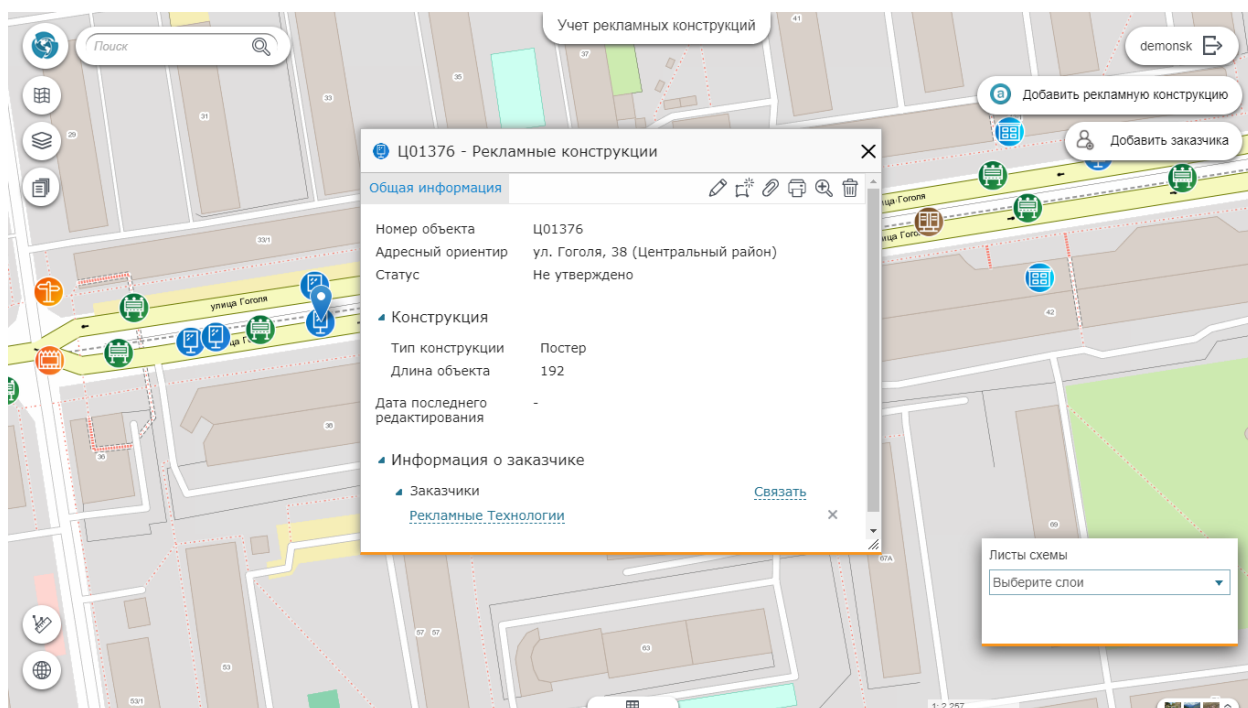 Учет рекламных конструкций
Поиск
demonsk
Добавить рекламную конструкцию
Добавить заказчика
Ц01376 - Рекламные конструкции
Общая информация
Номер объекта Ц01376
Адресный ориентир ул. Гоголя, 38 (Центральный район)
Статус Не утверждено
Конструкция
Тип конструкции Постер
Длина объекта 192
Дата последнего редактирования -
Информация о заказчике
Заказчики Связать
Рекламные Технологии
Листы схемы
Выберите слои
улица Гоголя
41
37
35
33
31
29
33/1
42
38
36
69
67А
57 57
63
53
53/1
1: 2 257